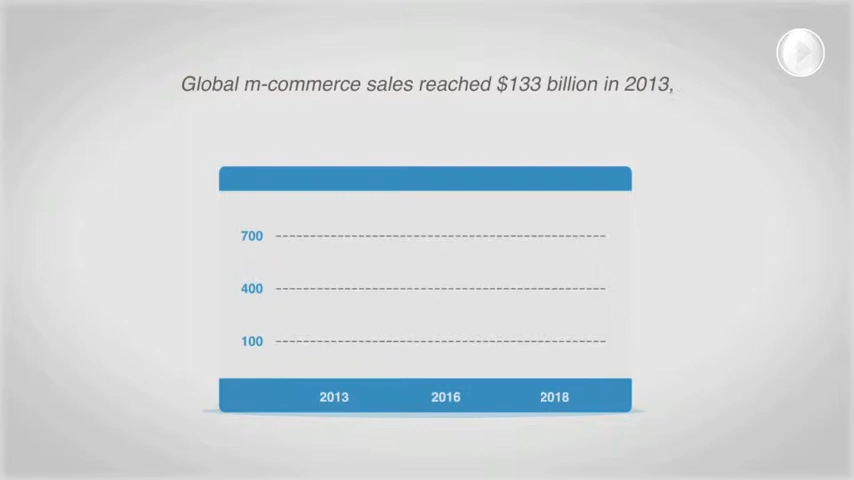 Global m-commerce sales reached $133 billion in 2013,
700
400
100
2013 2016 2018